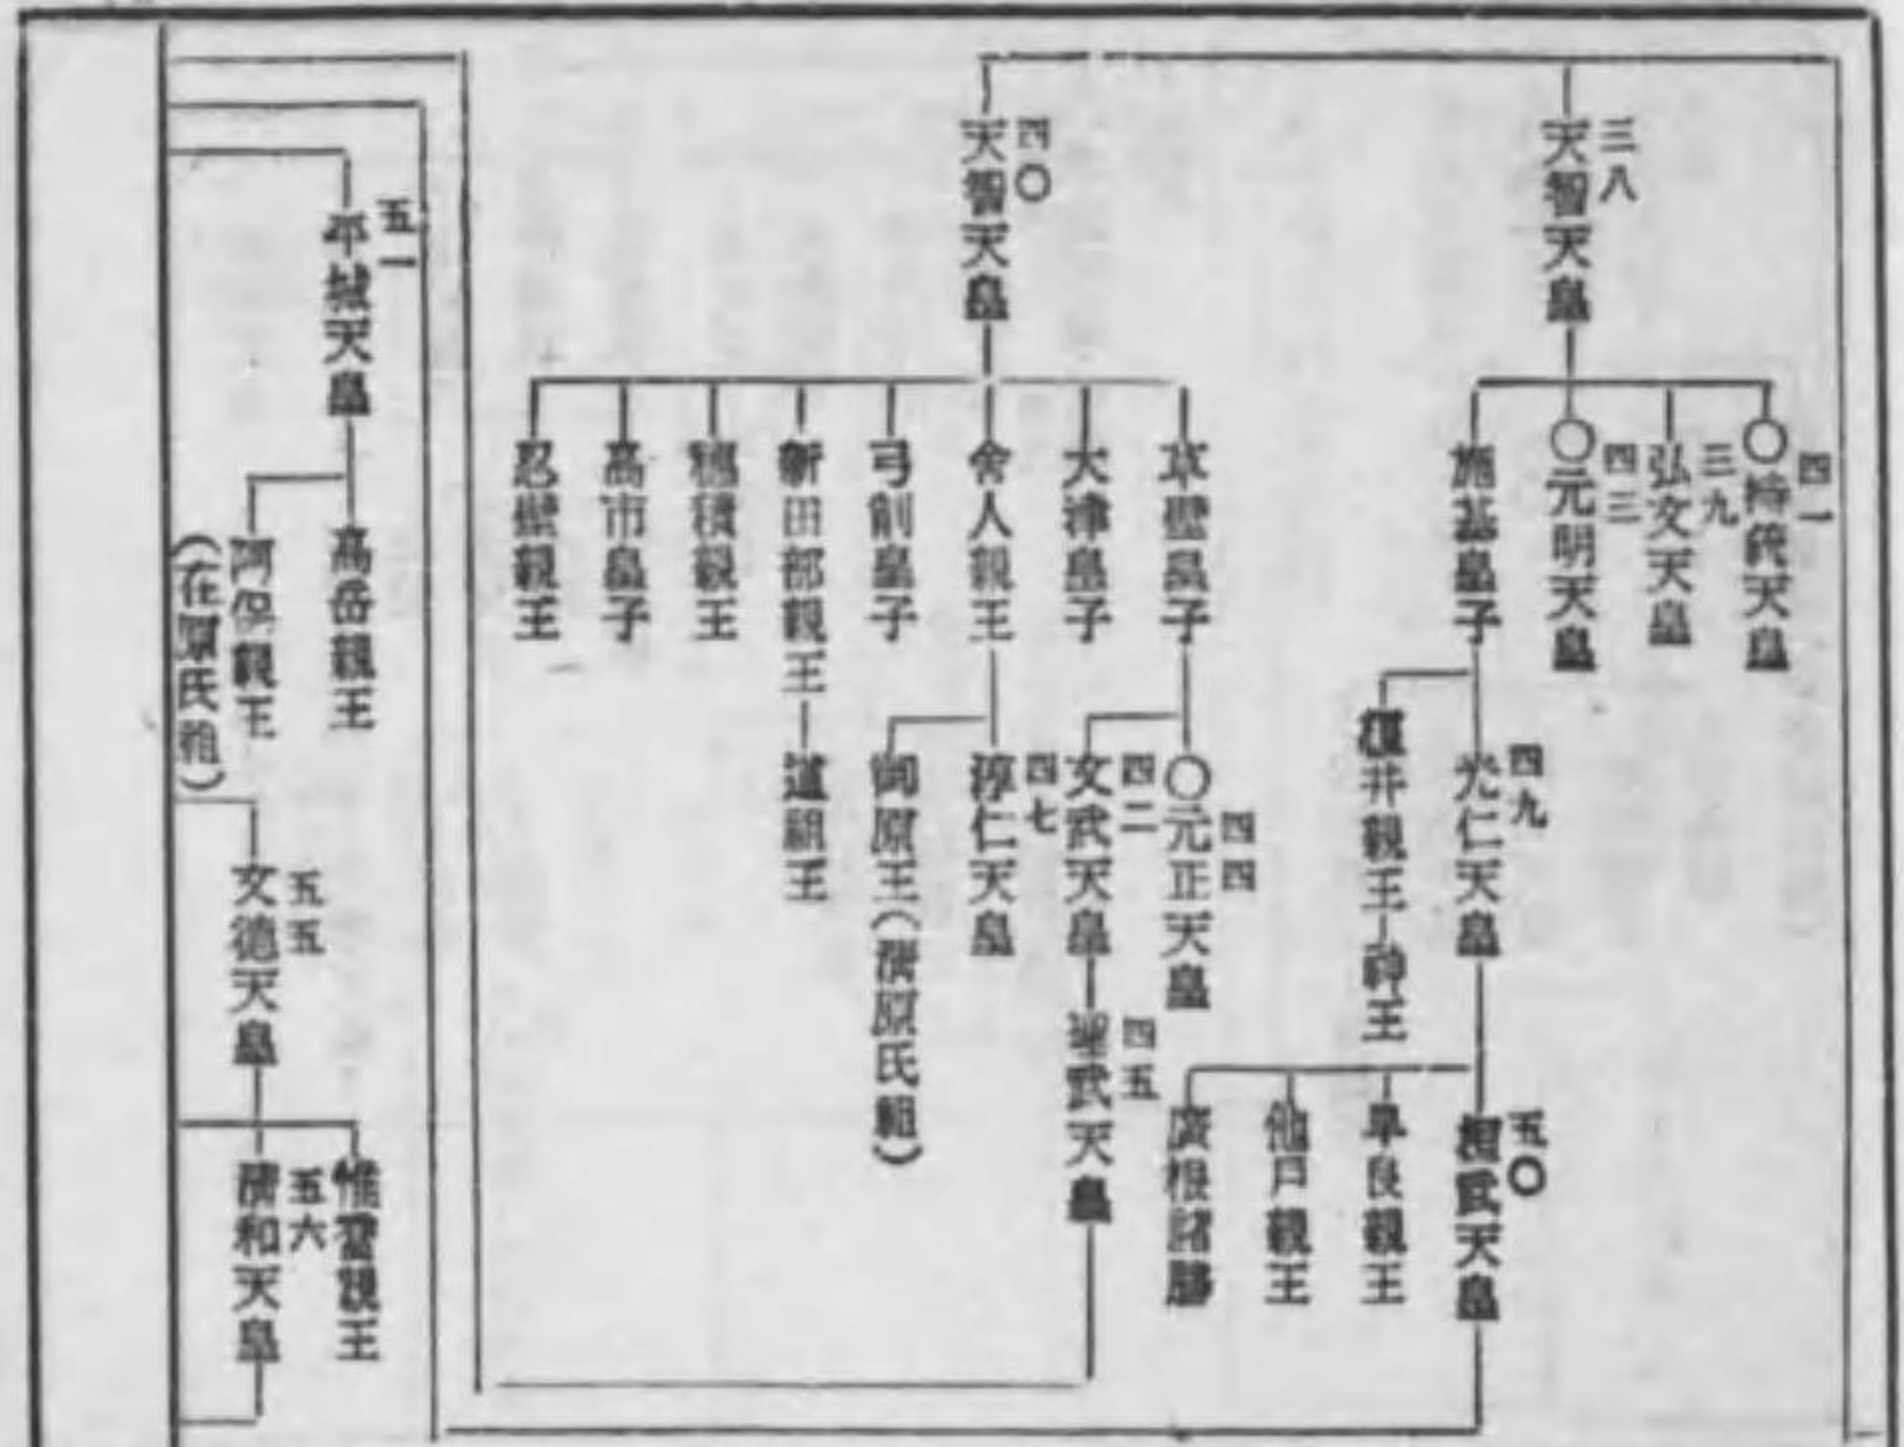 三八
天智天皇
四一
〇持統天皇
三九
弘文天皇
四三
〇元明天皇
施基皇子
四九
光仁天皇
井親王
神王
五〇
桓武天皇
早良親王
他戸親王
廣根諸勝
四〇
天智天皇
草壁皇子
四四
〇元正天皇
四二
文武天皇
四五
聖武天皇
大津皇子
舍人親王
四七
淳仁天皇
御原王(淸原氏祖)
弓削皇子
新田部親王
道祖王
穗積親王
高市皇子
忍壁親王
五一
平城天皇
高岳親王
阿保親王
(在原氏祖)
五五
文德天皇
惟喬親王
五六
淸和天皇